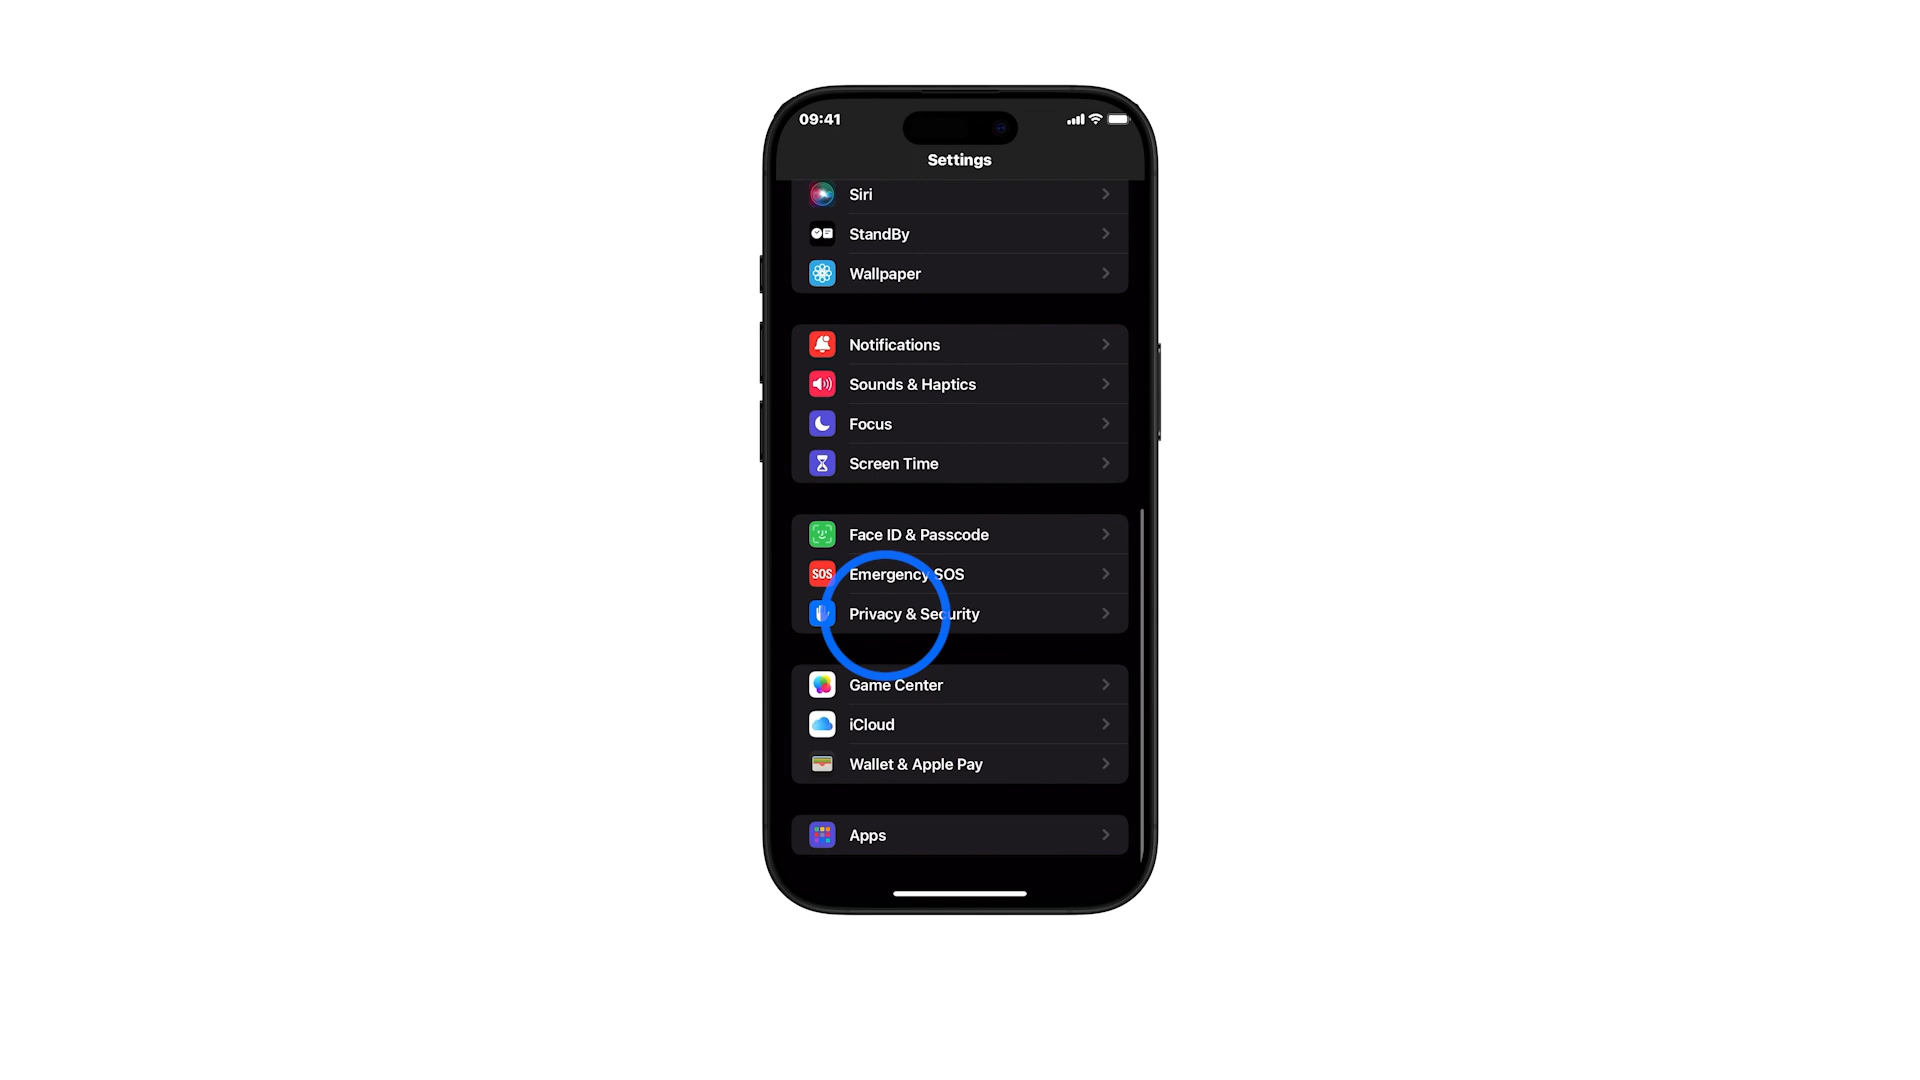 09:41
Settings
Siri
StandBy
Wallpaper
Notifications
Sounds & Haptics
Focus
Screen Time
Face ID & Passcode
SOS Emergency SOS
Privacy & Security
Game Center
iCloud
Wallet & Apple Pay
Apps